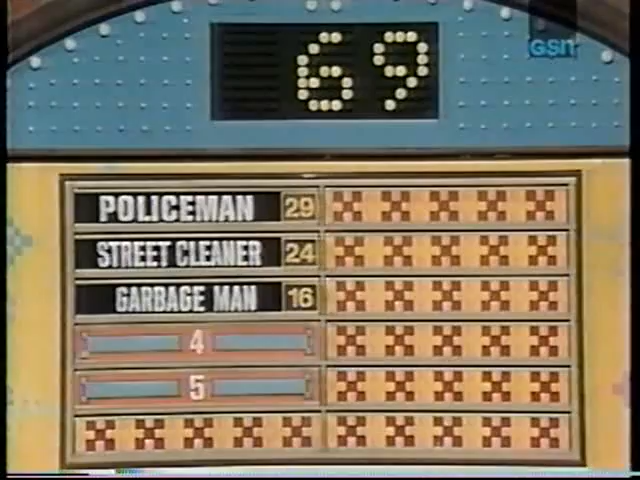 GSN
69
POLICEMAN 29
STREET CLEANER 24
GARBAGE MAN 16
4
5